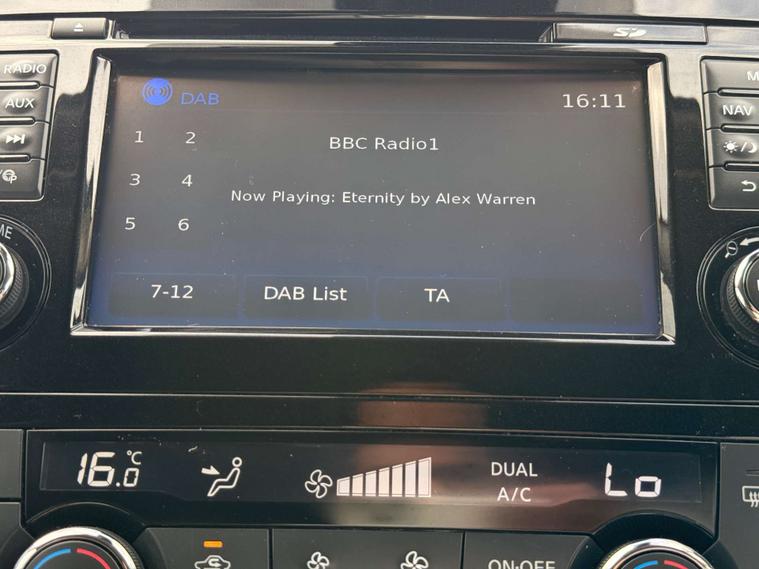 SD
RADIO
AUX
DAB
16:11
NAV
1 2
BBC Radio1
3 4
Now Playing: Eternity by Alex Warren
5 6
7-12
DAB List
TA
16.0 °C
DUAL
A/C
Lo
ON·OFF